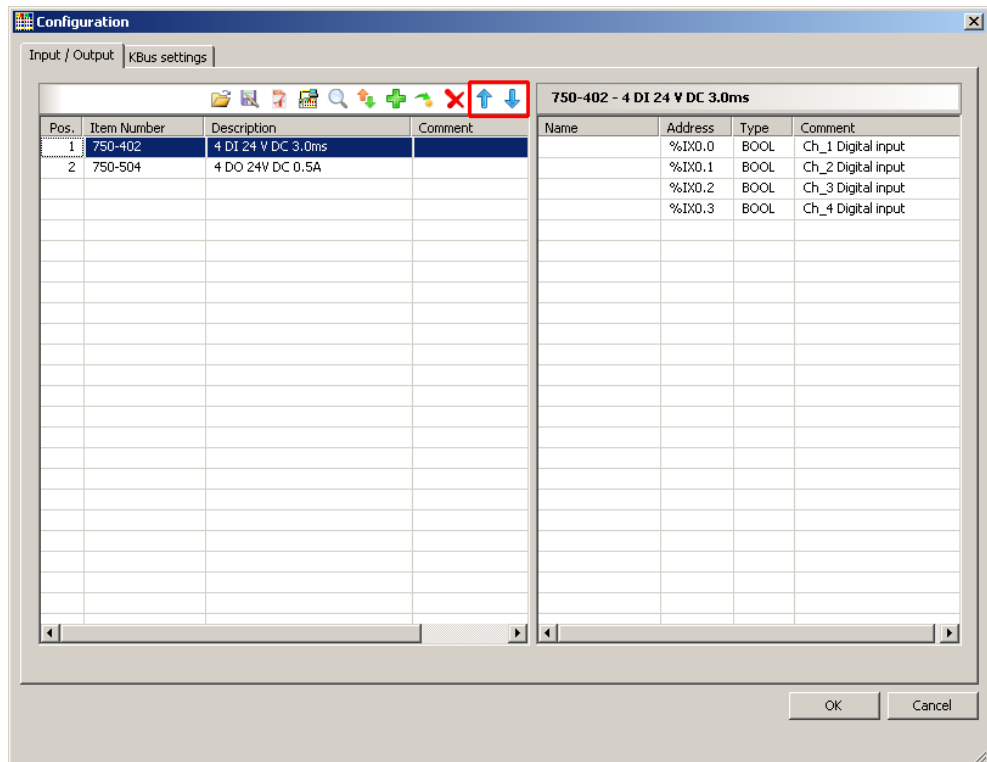 Configuration
Input / Output KBus settings
750-402 - 4 DI 24 V DC 3.0ms
Pos. Item Number Description Comment
1 750-402 4 DI 24 V DC 3.0ms
2 750-504 4 DO 24V DC 0.5A
Name Address Type Comment
%IX0.0 BOOL Ch_1 Digital input
%IX0.1 BOOL Ch_2 Digital input
%IX0.2 BOOL Ch_3 Digital input
%IX0.3 BOOL Ch_4 Digital input
OK Cancel